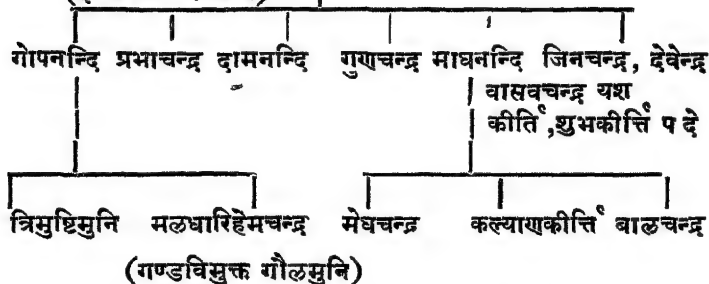 गोपनन्दि प्रभाचन्द्र दामनन्दि गुणचन्द्र माघनन्दि जिनचन्द्र, देवेन्द्र
वासवचन्द्र यश
कीर्ति, शुभकीर्त्ति प दे
त्रिमुष्टिमुनि मलधारिहेमचन्द्र मेघचन्द्र कल्याणकीर्त्ति बालचन्द्र
(गण्डविमुक्त गौलमुनि)